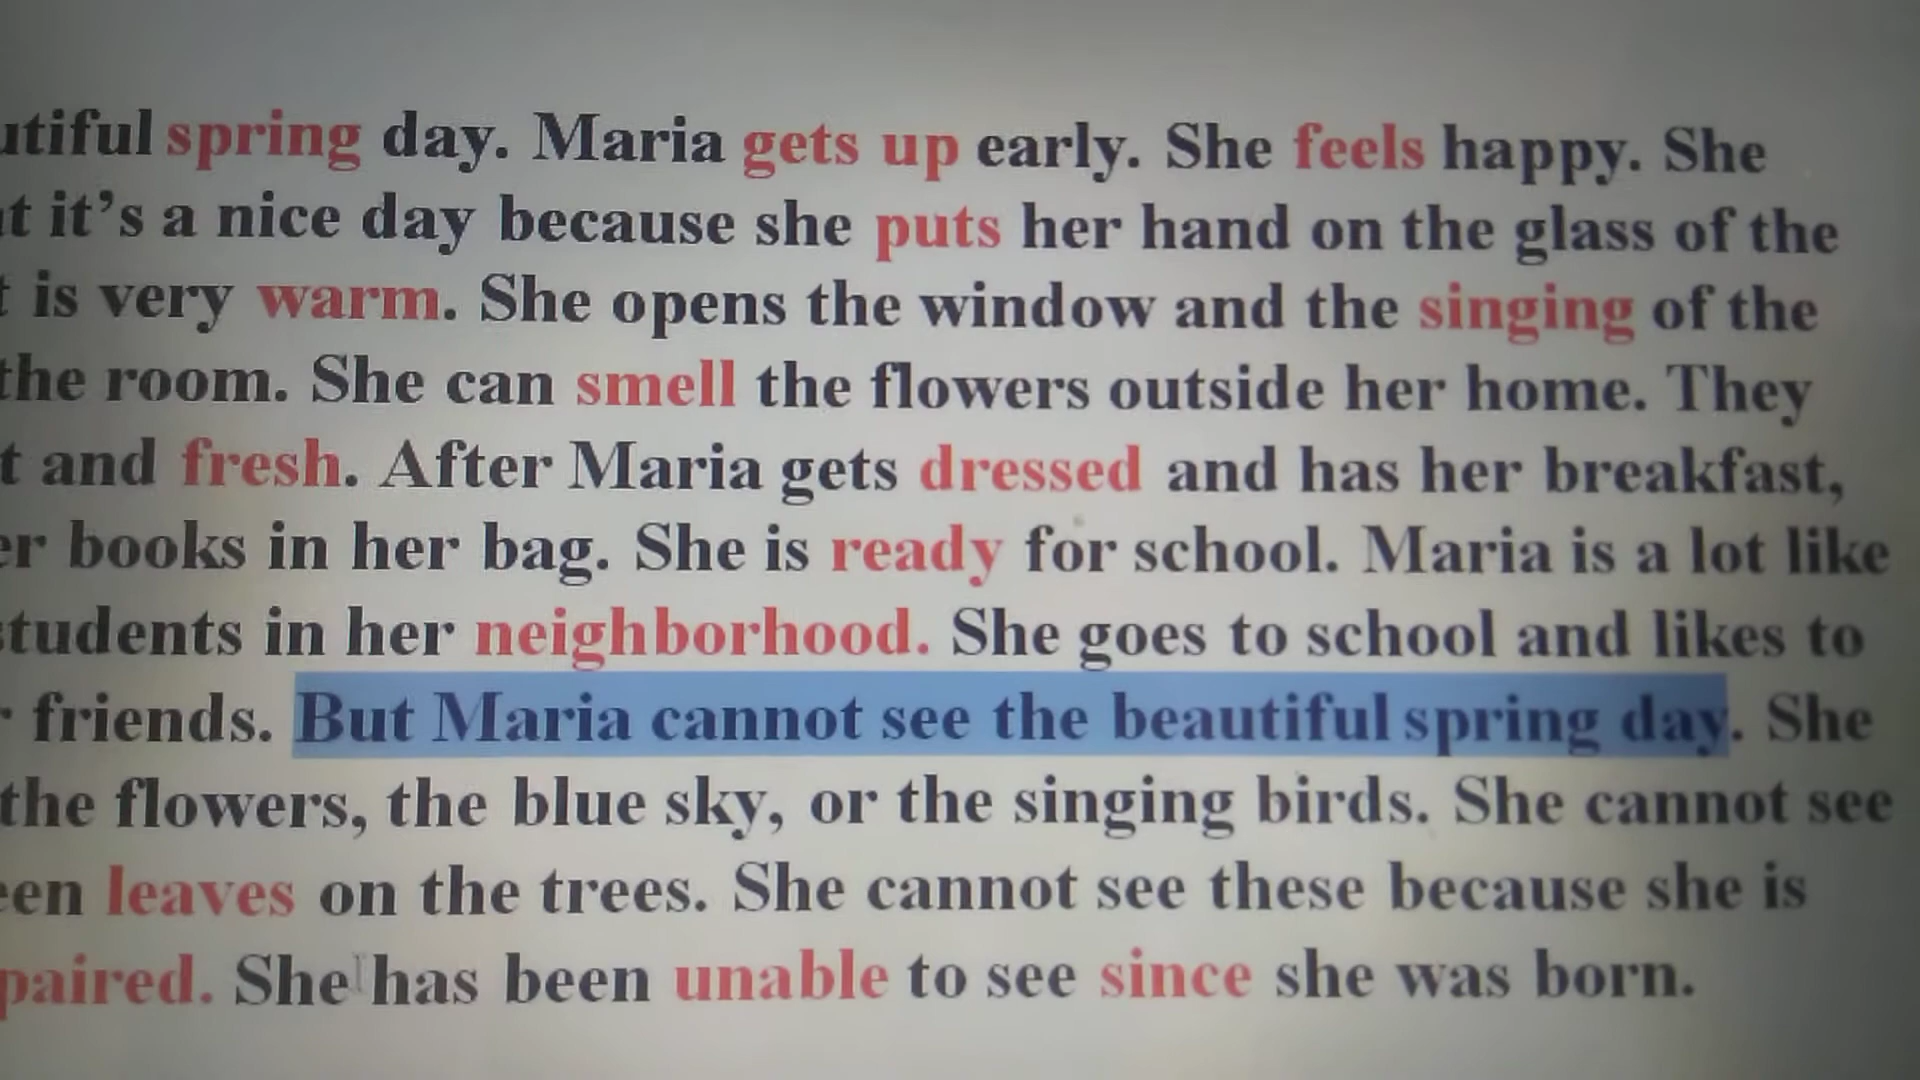 spring day. Maria gets up early. She feels happy. She
it's a nice day because she puts her hand on the glass of the
is very warm. She opens the window and the singing of the
the room. She can smell the flowers outside her home. They
and fresh. After Maria gets dressed and has her breakfast,
books in her bag. She is ready for school. Maria is a lot like
students in her neighborhood. She goes to school and likes to
friends. But Maria cannot see the beautiful spring day. She
the flowers, the blue sky, or the singing birds. She cannot see
leaves on the trees. She cannot see these because she is
She has been unable to see since she was born.